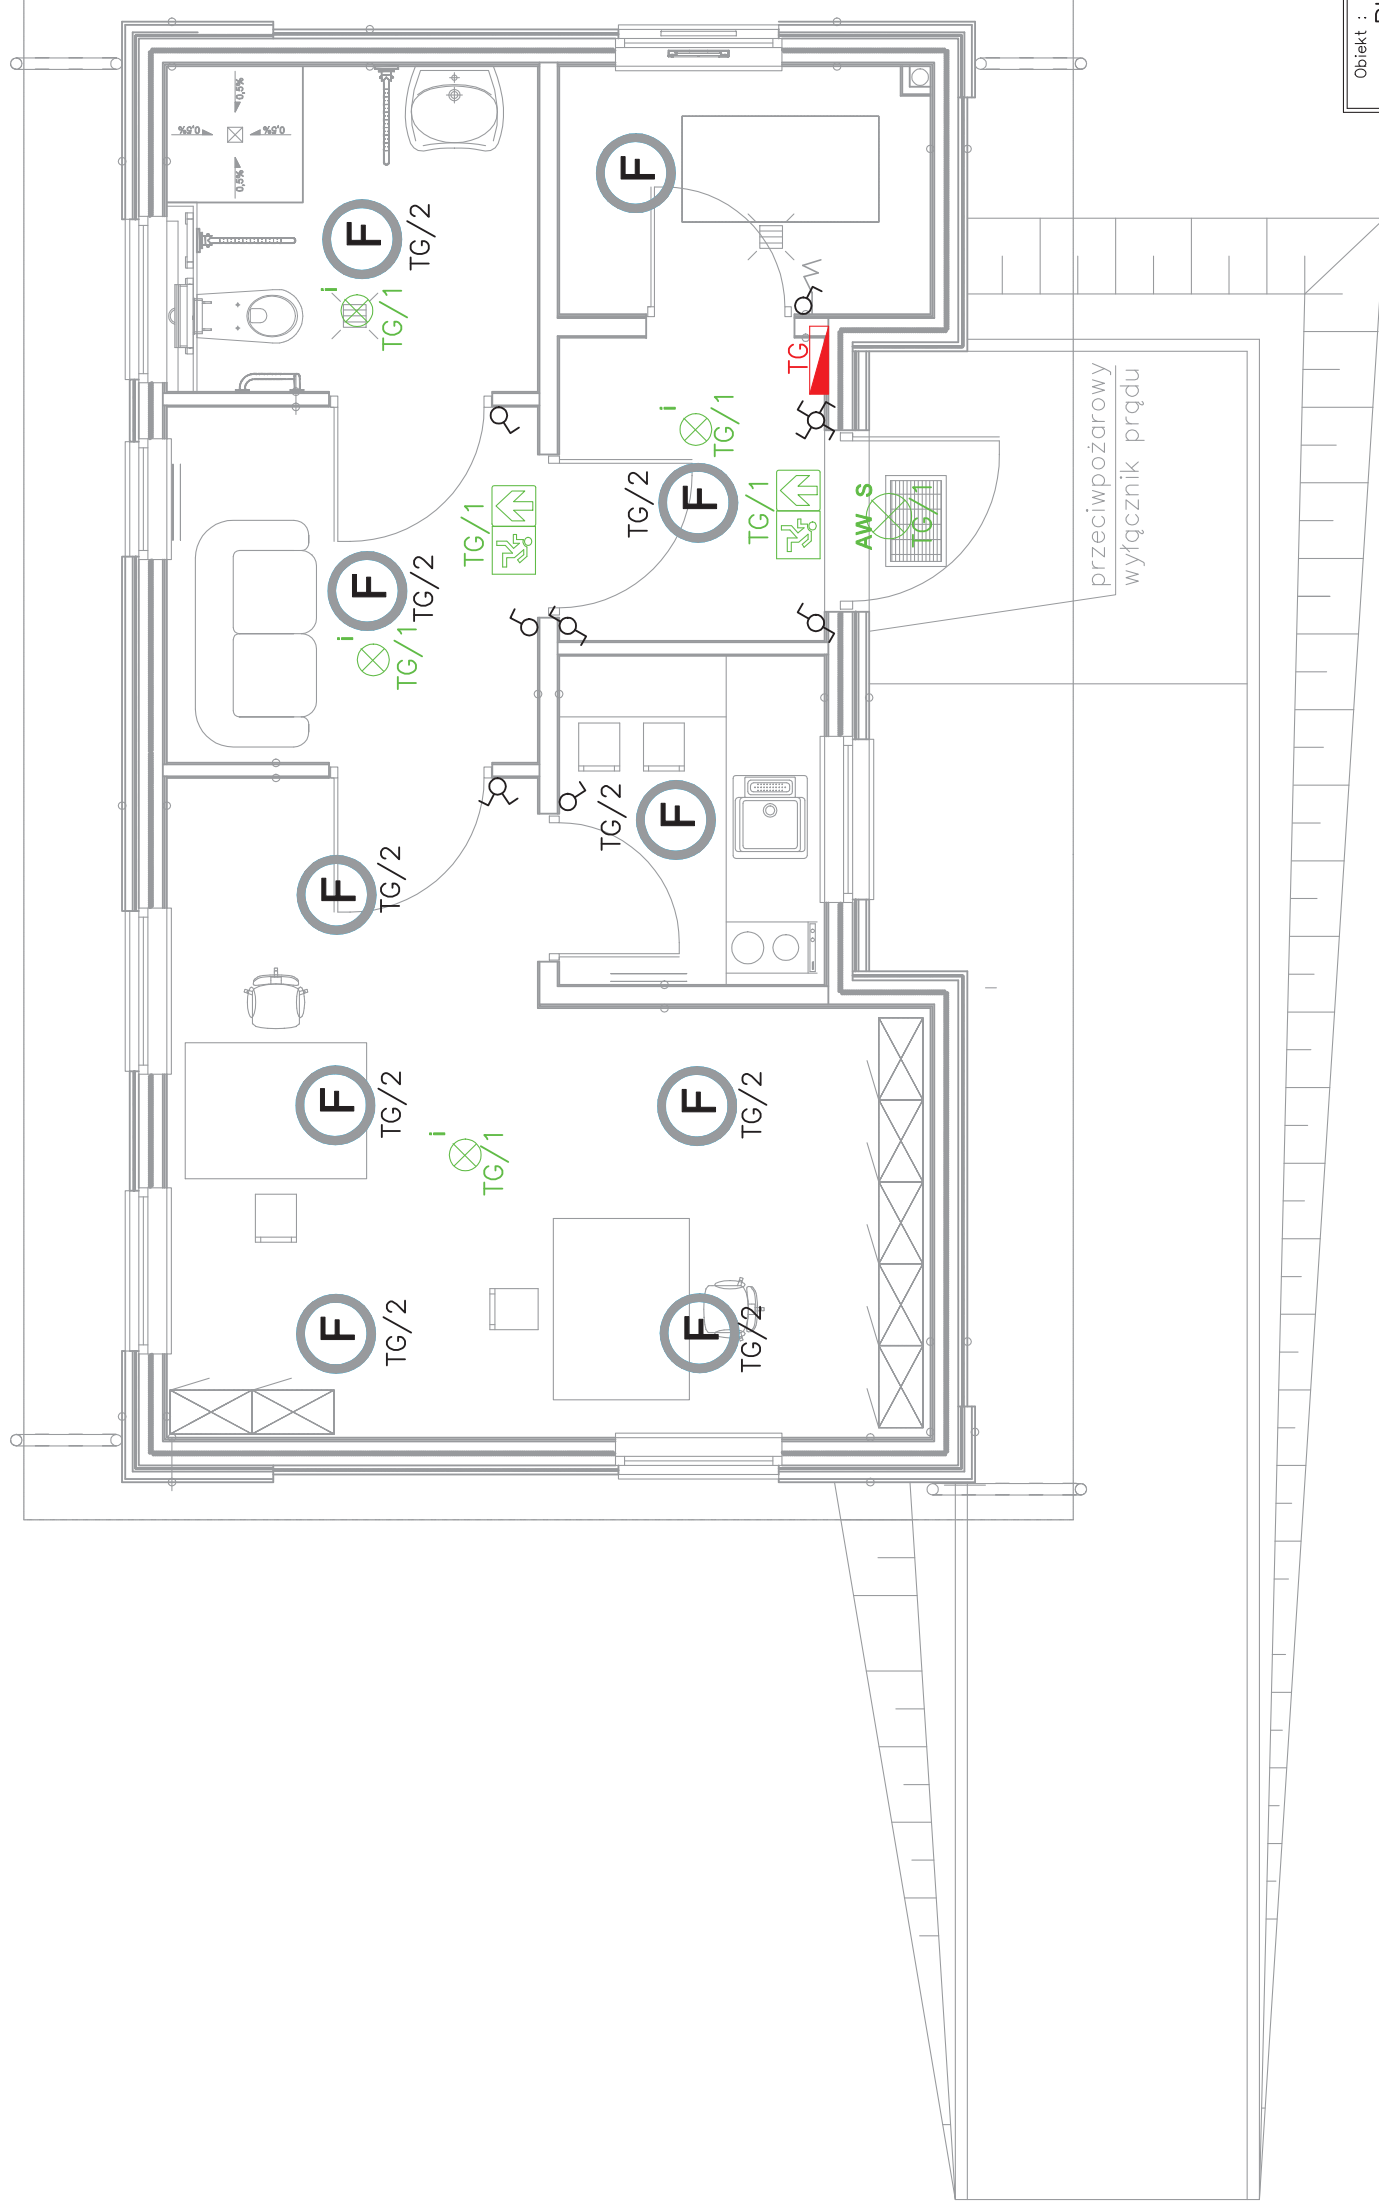 Obiekt :
0,5%
0,5%
0,5%
0,5%
F
TG/2
i
TG/1
F
TG
i
TG/1
F
TG/2
TG/1
TG/1
AW S
TG/1
przeciwpożarowy
wyłącznik prądu
F
TG/2
i
TG/1
F
TG/2
F
TG/2
F
TG/2
F
TG/2
i
TG/1
F
TG/2
F
TG/2